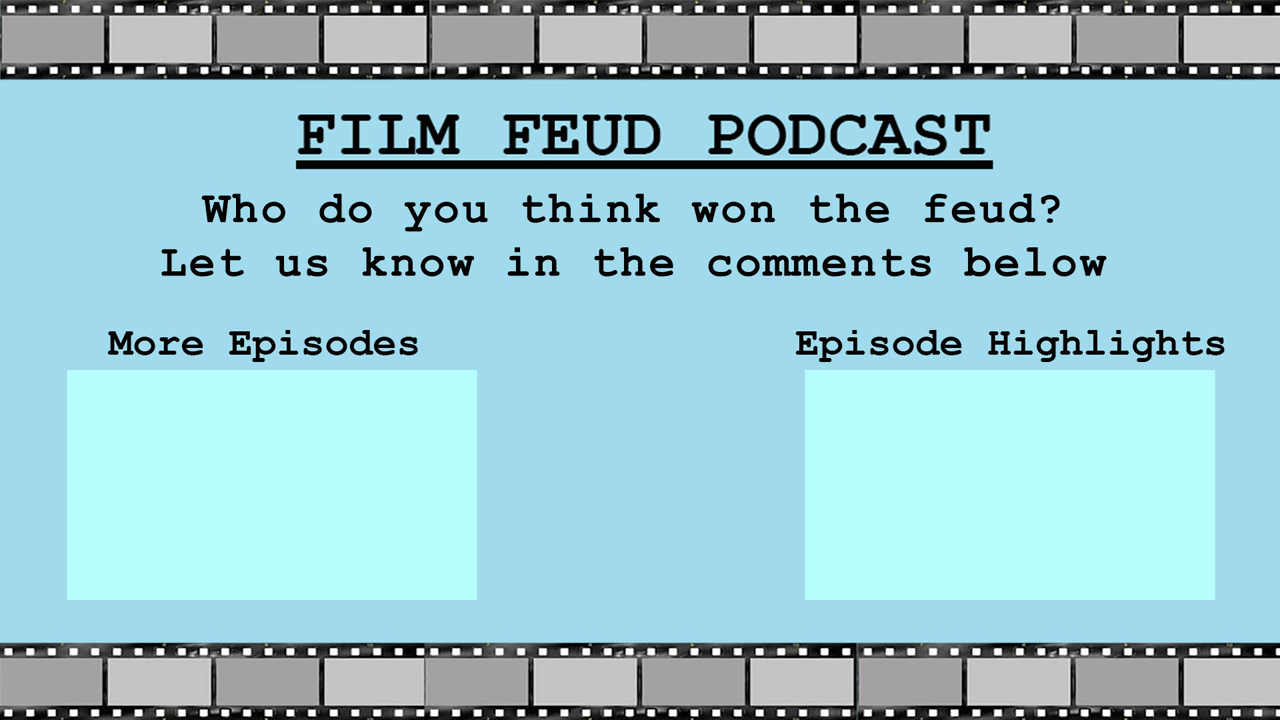 FILM FEUD PODCAST
Who do you think won the feud?
Let us know in the comments below
More Episodes
Episode Highlights